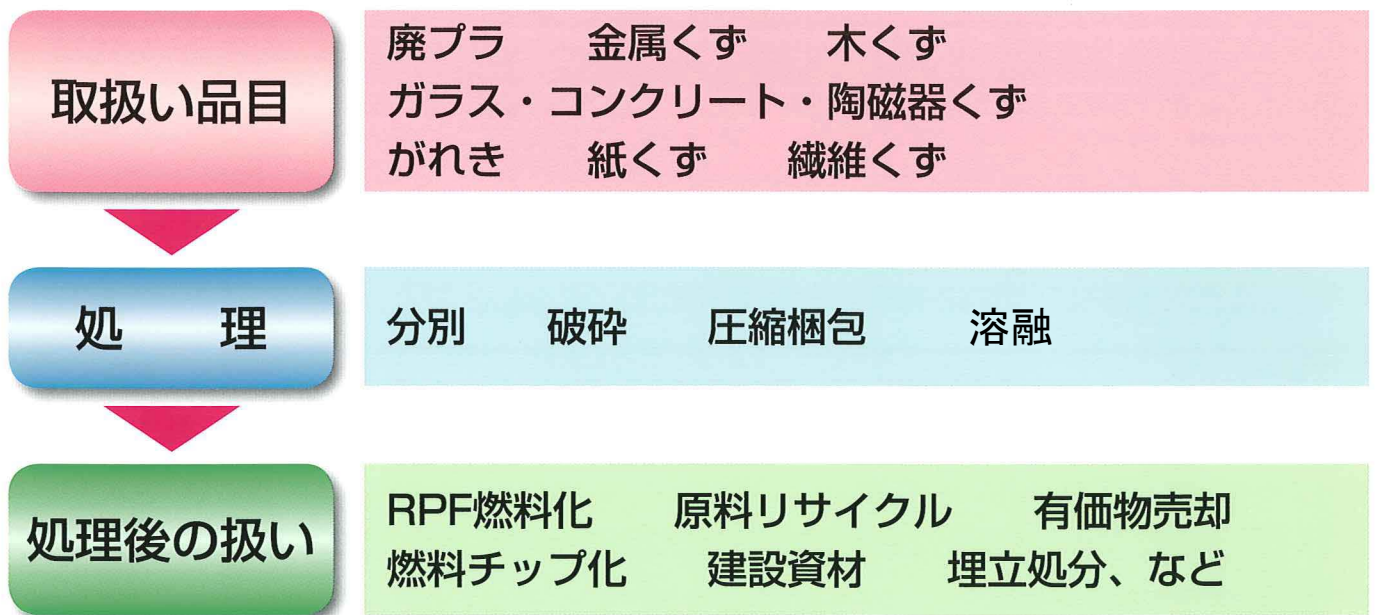 取扱い品目
廃プラ　金属くず　木くず
ガラス・コンクリート・陶磁器くず
がれき　紙くず　繊維くず
処　理
分別　破砕　圧縮梱包　溶融
処理後の扱い
RPF燃料化　原料リサイクル　有価物売却
燃料チップ化　建設資材　埋立処分、など